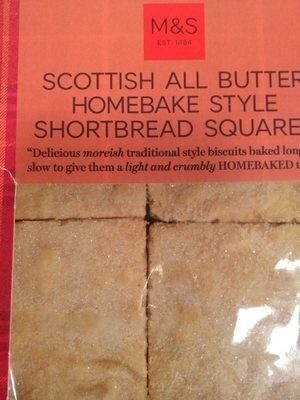 M&S
EST. 1884
SCOTTISH ALL BUTTER
HOMEBAKE STYLE
SHORTBREAD SQUARE
"Delicious moreish traditional style biscuits baked long
slow to give them a light and crumbly HOMEBAKED t